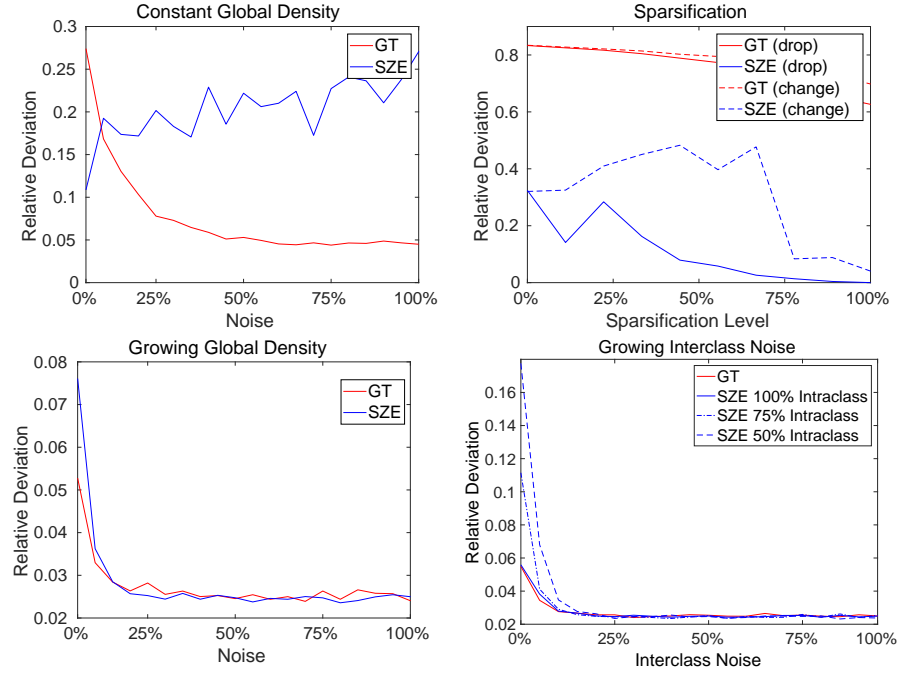 Constant Global Density
0.3
0.25
0.2
0.15
0.1
0.05
0
Relative Deviation
GT
SZE
0% 25% 50% 75% 100%
Noise
Sparsification
0.8
0.6
0.4
0.2
0
Relative Deviation
GT (drop)
SZE (drop)
GT (change)
SZE (change)
0% 25% 50% 75% 100%
Sparsification Level
Growing Global Density
0.08
0.07
0.06
0.05
0.04
0.03
0.02
Relative Deviation
GT
SZE
0% 25% 50% 75% 100%
Noise
Growing Interclass Noise
0.16
0.14
0.12
0.1
0.08
0.06
0.04
0.02
Relative Deviation
GT
SZE 100% Intraclass
SZE 75% Intraclass
SZE 50% Intraclass
0% 25% 50% 75% 100%
Interclass Noise